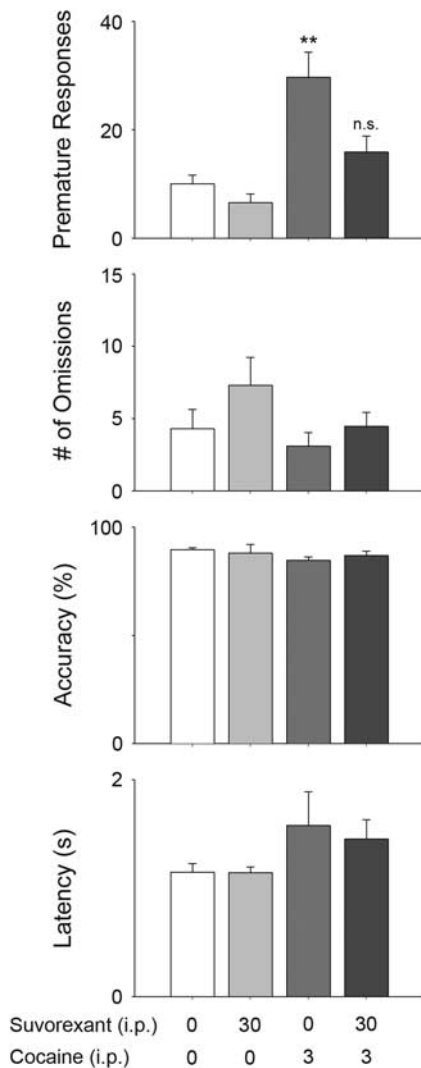 Premature Responses
40
20
0
**
n.s.
# of Omissions
15
10
5
0
Accuracy (%)
100
0
Latency (s)
2
0
Suvorexant (i.p.) 0 30 0 30
Cocaine (i.p.) 0 0 3 3